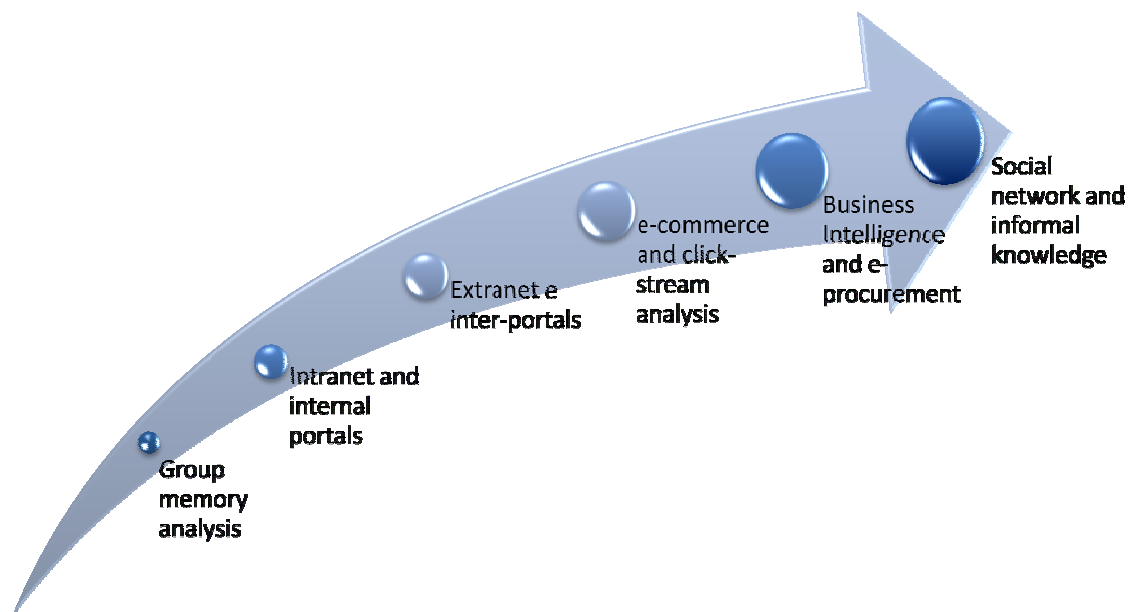 Group
memory
analysis
Intranet and
internal
portals
Extranet e
inter-portals
e-commerce
and click-
stream
analysis
Business
Intelligence
and e-
procurement
Social
network and
informal
knowledge